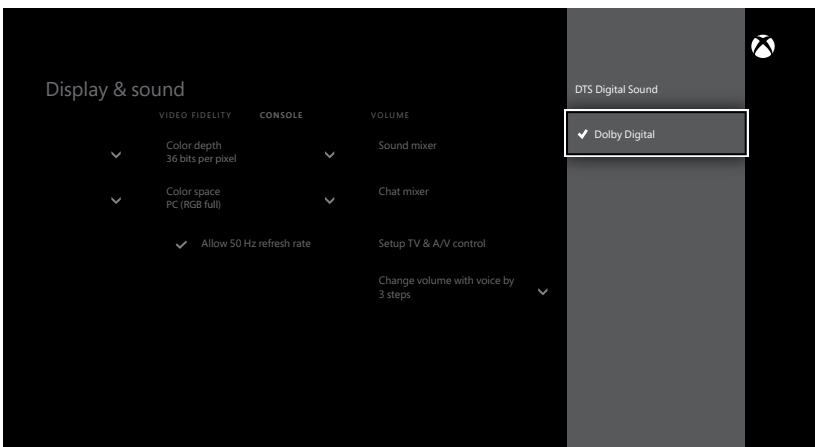 Display & sound
VIDEO FIDELITY
CONSOLE
VOLUME
Color depth
36 bits per pixel
Color space
PC (RGB full)
Allow 50 Hz refresh rate
Sound mixer
Chat mixer
Setup TV & A/V control
Change volume with voice by
3 steps
DTS Digital Sound
Dolby Digital